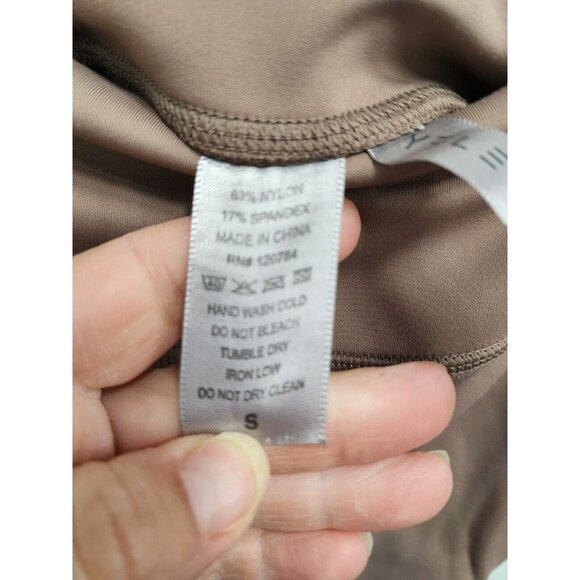 83% NYLON
17% SPANDEX
MADE IN CHINA
RN# 120784
HAND WASH COLD
DO NOT BLEACH
TUMBLE DRY
IRON LOW
DO NOT DRY CLEAN
S